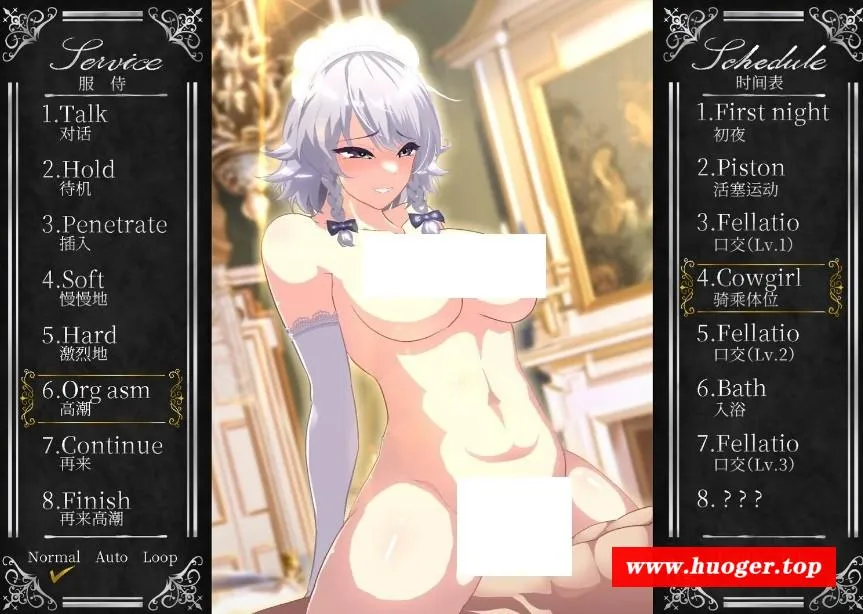 Service
服 侍
1.Talk
对话
2.Hold
待机
3.Penetrate
插入
4.Soft
慢慢地
5.Hard
激烈地
6.Org asm
高潮
7.Continue
再来
8.Finish
再来高潮
Normal Auto Loop
Schedule
时间表
1.First night
初夜
2.Piston
活塞运动
3.Fellatio
口交(Lv.1)
4.Cowgirl
骑乘体位
5.Fellatio
口交(Lv.2)
6.Bath
入浴
7.Fellatio
口交(Lv.3)
8.???
www.huoger.top